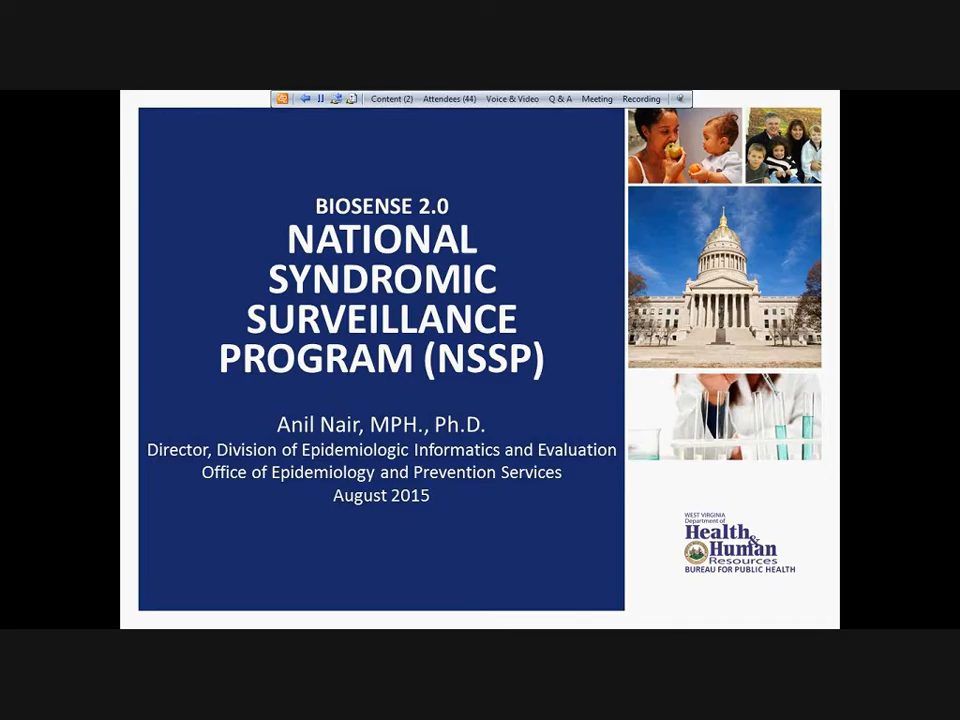 Content (2) Attendees (44) Voice & Video Q & A Meeting Recording
BIOSENSE 2.0
NATIONAL
SYNDROMIC
SURVEILLANCE
PROGRAM (NSSP)
Anil Nair, MPH., Ph.D.
Director, Division of Epidemiologic Informatics and Evaluation
Office of Epidemiology and Prevention Services
August 2015
WEST VIRGINIA
Department of
Health &
Human
Resources
BUREAU FOR PUBLIC HEALTH